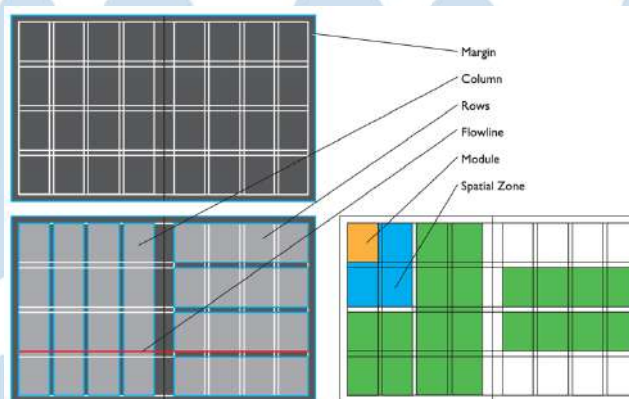 Margin
Column
Rows
Flowline
Module
Spatial Zone